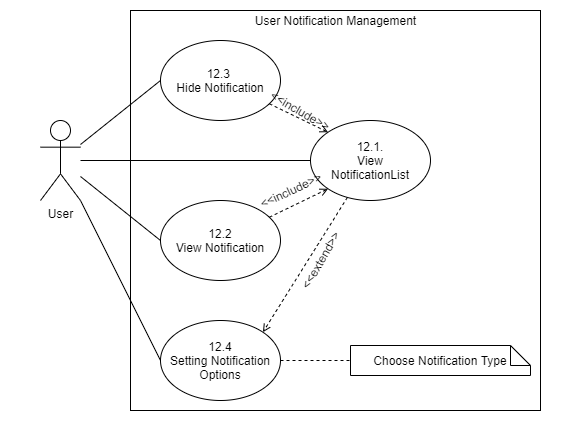 User Notification Management
12.3
Hide Notification
<<include>>
12.1.
View
NotificationList
User
<<include>>
12.2
View Notification
<<extend>>
12.4
Setting Notification
Options
Choose Notification Type